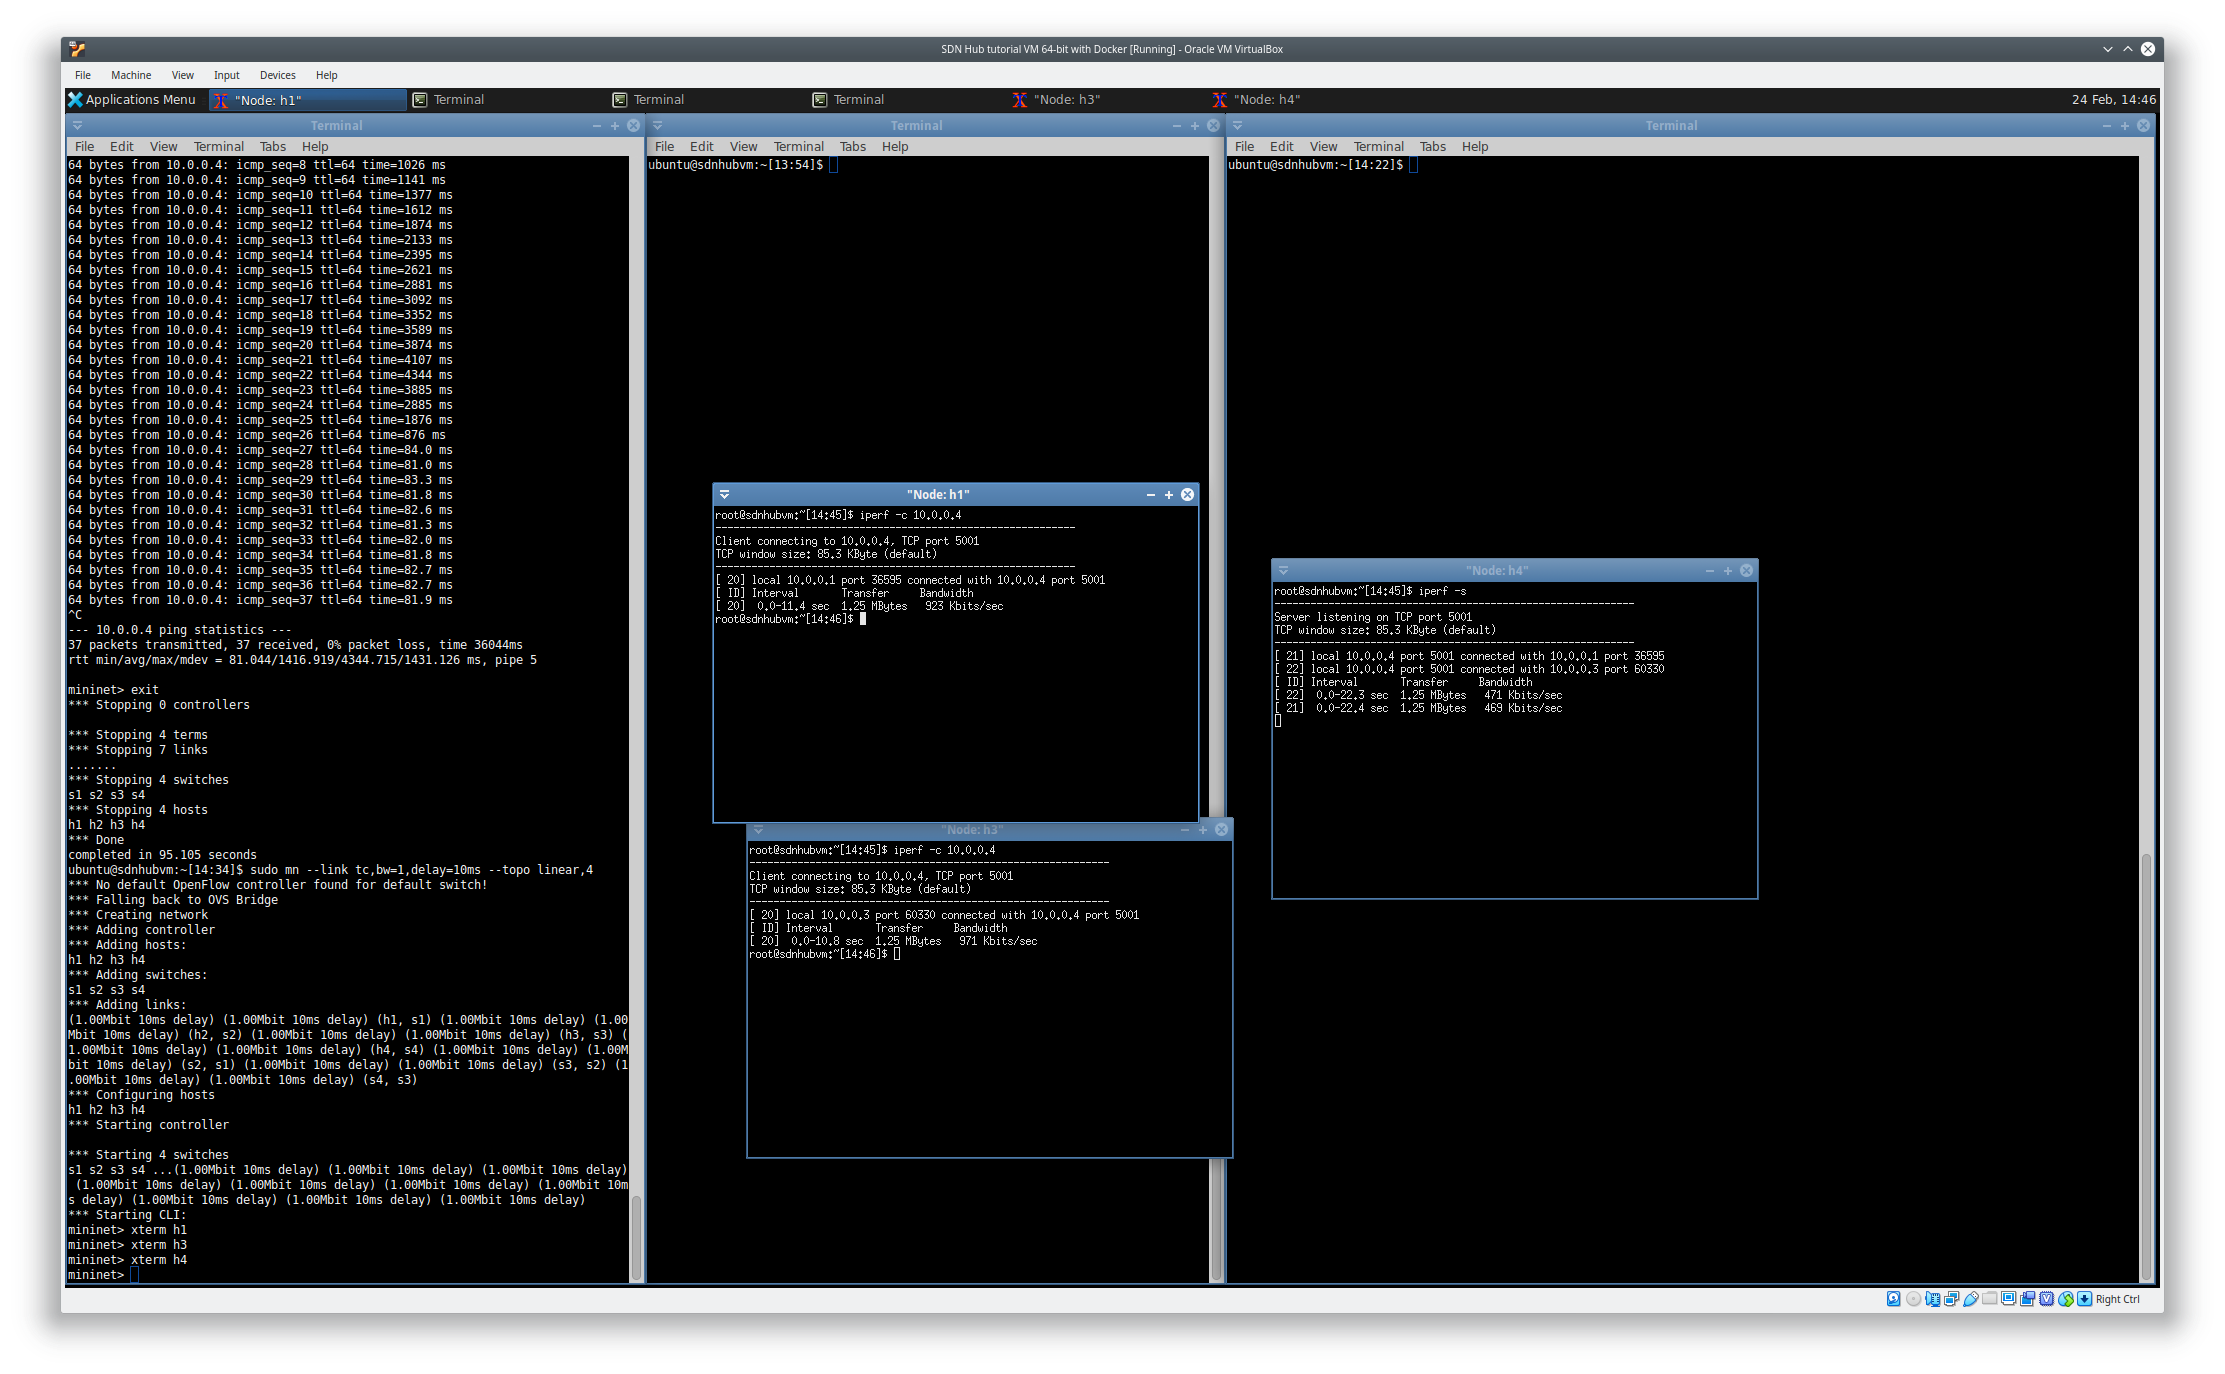 SDN Hub tutorial VM 64-bit with Docker [Running] - Oracle VM VirtualBox
File Machine View Input Devices Help
Applications Menu "Node: h1" Terminal Terminal Terminal "Node: h3" "Node: h4" 24 Feb, 14:46
Terminal
File Edit View Terminal Tabs Help
64 bytes from 10.0.0.4: icmp_seq=8 ttl=64 time=1026 ms
64 bytes from 10.0.0.4: icmp_seq=9 ttl=64 time=1141 ms
64 bytes from 10.0.0.4: icmp_seq=10 ttl=64 time=1377 ms
64 bytes from 10.0.0.4: icmp_seq=11 ttl=64 time=1612 ms
64 bytes from 10.0.0.4: icmp_seq=12 ttl=64 time=1874 ms
64 bytes from 10.0.0.4: icmp_seq=13 ttl=64 time=2133 ms
64 bytes from 10.0.0.4: icmp_seq=14 ttl=64 time=2395 ms
64 bytes from 10.0.0.4: icmp_seq=15 ttl=64 time=2621 ms
64 bytes from 10.0.0.4: icmp_seq=16 ttl=64 time=2881 ms
64 bytes from 10.0.0.4: icmp_seq=17 ttl=64 time=3092 ms
64 bytes from 10.0.0.4: icmp_seq=18 ttl=64 time=3352 ms
64 bytes from 10.0.0.4: icmp_seq=19 ttl=64 time=3589 ms
64 bytes from 10.0.0.4: icmp_seq=20 ttl=64 time=3874 ms
64 bytes from 10.0.0.4: icmp_seq=21 ttl=64 time=4107 ms
64 bytes from 10.0.0.4: icmp_seq=22 ttl=64 time=4344 ms
64 bytes from 10.0.0.4: icmp_seq=23 ttl=64 time=3885 ms
64 bytes from 10.0.0.4: icmp_seq=24 ttl=64 time=2885 ms
64 bytes from 10.0.0.4: icmp_seq=25 ttl=64 time=1876 ms
64 bytes from 10.0.0.4: icmp_seq=26 ttl=64 time=876 ms
64 bytes from 10.0.0.4: icmp_seq=27 ttl=64 time=84.0 ms
64 bytes from 10.0.0.4: icmp_seq=28 ttl=64 time=81.0 ms
64 bytes from 10.0.0.4: icmp_seq=29 ttl=64 time=83.3 ms
64 bytes from 10.0.0.4: icmp_seq=30 ttl=64 time=81.8 ms
64 bytes from 10.0.0.4: icmp_seq=31 ttl=64 time=82.6 ms
64 bytes from 10.0.0.4: icmp_seq=32 ttl=64 time=81.3 ms
64 bytes from 10.0.0.4: icmp_seq=33 ttl=64 time=82.0 ms
64 bytes from 10.0.0.4: icmp_seq=34 ttl=64 time=81.8 ms
64 bytes from 10.0.0.4: icmp_seq=35 ttl=64 time=82.7 ms
64 bytes from 10.0.0.4: icmp_seq=36 ttl=64 time=82.7 ms
64 bytes from 10.0.0.4: icmp_seq=37 ttl=64 time=81.9 ms
^C
--- 10.0.0.4 ping statistics ---
37 packets transmitted, 37 received, 0% packet loss, time 36044ms
rtt min/avg/max/mdev = 81.044/1416.919/4344.715/1431.126 ms, pipe 5
mininet> exit
*** Stopping 0 controllers
*** Stopping 4 terms
*** Stopping 7 links
.......
*** Stopping 4 switches
s1 s2 s3 s4
*** Stopping 4 hosts
h1 h2 h3 h4
*** Done
completed in 95.105 seconds
ubuntu@sdnhubvm:~[14:34]$ sudo mn --link tc,bw=1,delay=10ms --topo linear,4
*** No default OpenFlow controller found for default switch!
*** Falling back to OVS Bridge
*** Creating network
*** Adding controller
*** Adding hosts:
h1 h2 h3 h4
*** Adding switches:
s1 s2 s3 s4
*** Adding links:
(1.00Mbit 10ms delay) (1.00Mbit 10ms delay) (h1, s1) (1.00Mbit 10ms delay) (1.00
Mbit 10ms delay) (h2, s2) (1.00Mbit 10ms delay) (1.00Mbit 10ms delay) (h3, s3) (
1.00Mbit 10ms delay) (1.00Mbit 10ms delay) (h4, s4) (1.00Mbit 10ms delay) (1.00M
bit 10ms delay) (s2, s1) (1.00Mbit 10ms delay) (1.00Mbit 10ms delay) (s3, s2) (1
.00Mbit 10ms delay) (1.00Mbit 10ms delay) (s4, s3)
*** Configuring hosts
h1 h2 h3 h4
*** Starting controller
*** Starting 4 switches
s1 s2 s3 s4 ...(1.00Mbit 10ms delay) (1.00Mbit 10ms delay) (1.00Mbit 10ms delay)
(1.00Mbit 10ms delay) (1.00Mbit 10ms delay) (1.00Mbit 10ms delay) (1.00Mbit 10m
s delay) (1.00Mbit 10ms delay) (1.00Mbit 10ms delay) (1.00Mbit 10ms delay)
*** Starting CLI:
mininet> xterm h1
mininet> xterm h3
mininet> xterm h4
mininet>
Terminal
File Edit View Terminal Tabs Help
ubuntu@sdnhubvm:~[13:54]$
"Node: h1"
root@sdnhubvm:~[14:45]$ iperf -c 10.0.0.4
------------------------------------------------------------
Client connecting to 10.0.0.4, TCP port 5001
TCP window size: 85.3 KByte (default)
------------------------------------------------------------
[ 20] local 10.0.0.1 port 36595 connected with 10.0.0.4 port 5001
[ ID] Interval Transfer Bandwidth
[ 20] 0.0-11.4 sec 1.25 MBytes 923 Kbits/sec
root@sdnhubvm:~[14:46]$
"Node: h3"
root@sdnhubvm:~[14:45]$ iperf -c 10.0.0.4
------------------------------------------------------------
Client connecting to 10.0.0.4, TCP port 5001
TCP window size: 85.3 KByte (default)
------------------------------------------------------------
[ 20] local 10.0.0.3 port 60330 connected with 10.0.0.4 port 5001
[ ID] Interval Transfer Bandwidth
[ 20] 0.0-10.8 sec 1.25 MBytes 971 Kbits/sec
root@sdnhubvm:~[14:46]$
Terminal
File Edit View Terminal Tabs Help
ubuntu@sdnhubvm:~[14:22]$
"Node: h4"
root@sdnhubvm:~[14:45]$ iperf -s
------------------------------------------------------------
Server listening on TCP port 5001
TCP window size: 85.3 KByte (default)
------------------------------------------------------------
[ 21] local 10.0.0.4 port 5001 connected with 10.0.0.1 port 36595
[ 22] local 10.0.0.4 port 5001 connected with 10.0.0.3 port 60330
[ ID] Interval Transfer Bandwidth
[ 22] 0.0-22.3 sec 1.25 MBytes 471 Kbits/sec
[ 21] 0.0-22.4 sec 1.25 MBytes 469 Kbits/sec
Right Ctrl